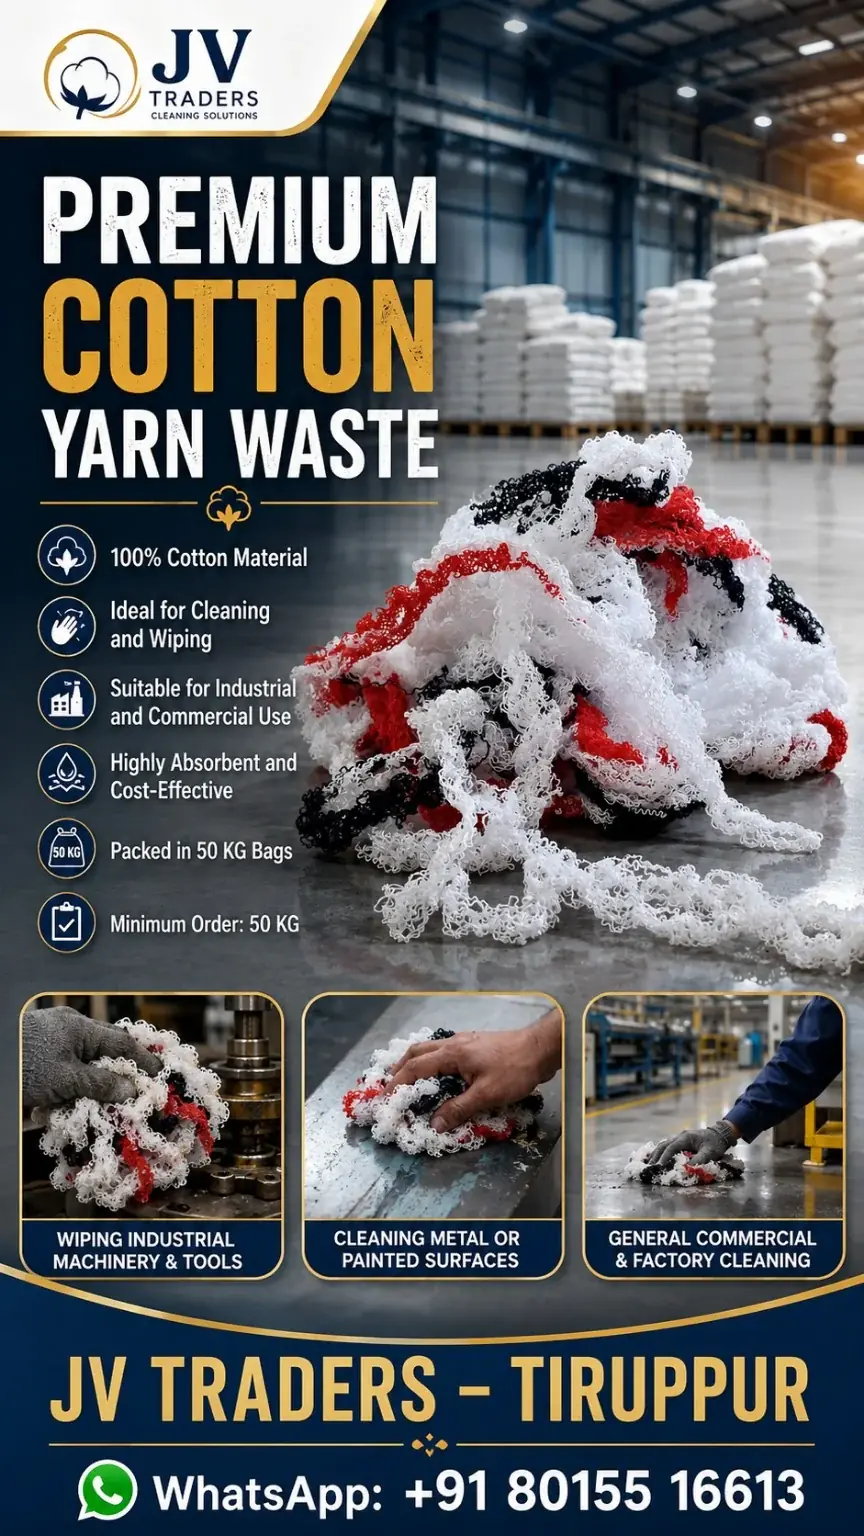 JV
TRADERS
CLEANING SOLUTIONS
PREMIUM
COTTON
YARN WASTE
100% Cotton Material
Ideal for Cleaning
and Wiping
Suitable for Industrial
and Commercial Use
Highly Absorbent and
Cost-Effective
50 KG
Packed in 50 KG Bags
Minimum Order: 50 KG
WIPING INDUSTRIAL
MACHINERY & TOOLS
CLEANING METAL OR
PAINTED SURFACES
GENERAL COMMERCIAL
& FACTORY CLEANING
JV TRADERS – TIRUPPUR
WhatsApp: +91 80155 16613